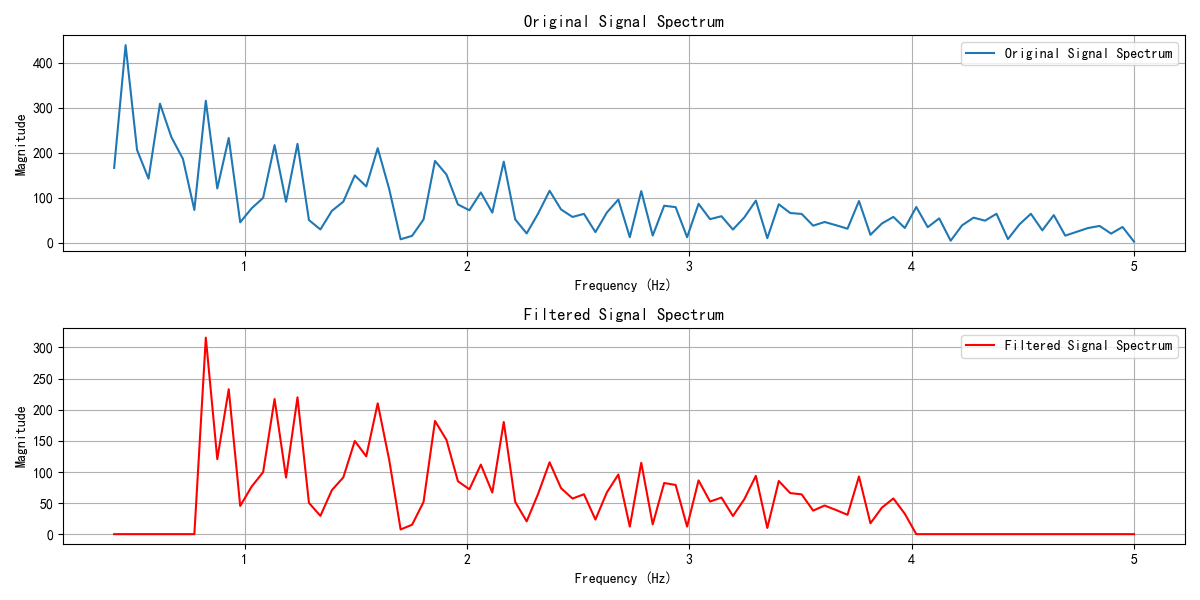 Original Signal Spectrum
Original Signal Spectrum
Magnitude
400
300
200
100
0
1 2 3 4 5
Frequency (Hz)
Filtered Signal Spectrum
Filtered Signal Spectrum
Magnitude
300
250
200
150
100
50
0
1 2 3 4 5
Frequency (Hz)